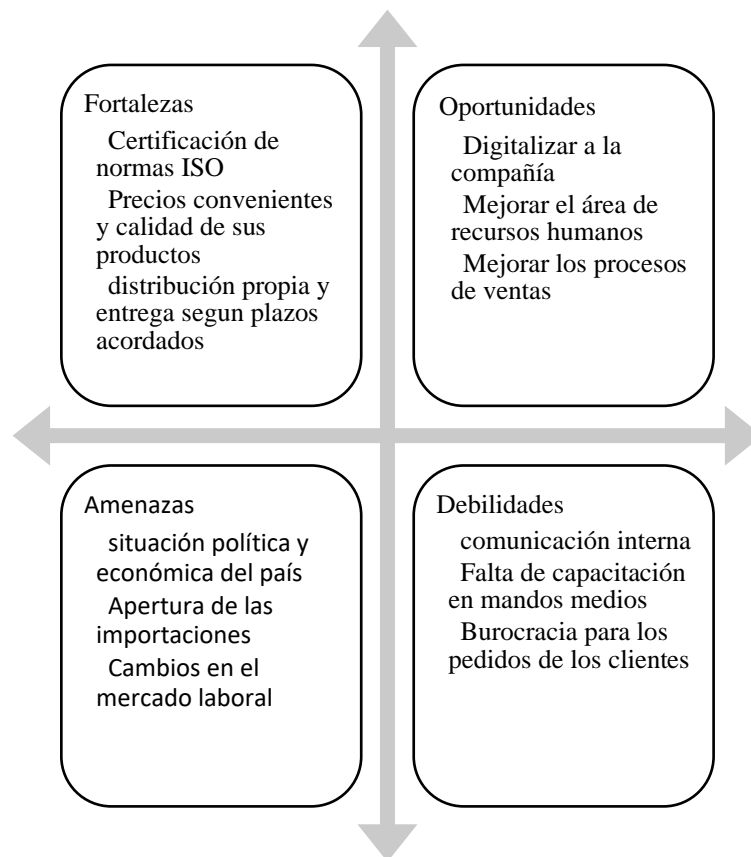 Fortalezas
Certificación de
normas ISO
Precios convenientes
y calidad de sus
productos
distribución propia y
entrega segun plazos
acordados
Oportunidades
Digitalizar a la
compañía
Mejorar el área de
recursos humanos
Mejorar los procesos
de ventas
Amenazas
situación política y
económica del país
Apertura de las
importaciones
Cambios en el
mercado laboral
Debilidades
comunicación interna
Falta de capacitación
en mandos medios
Burocracia para los
pedidos de los clientes